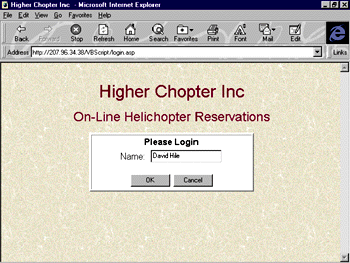 Higher Chopter Inc - Microsoft Internet Explorer
File Edit View Go Favorites Help
Back Forward Stop Refresh Home Search Favorites Print Font Mail Edit
Address http://207.96.34.38/VBScript/login.asp Links
Higher Chopter Inc
On-Line Helichopter Reservations
Please Login
Name: David Hile
OK Cancel